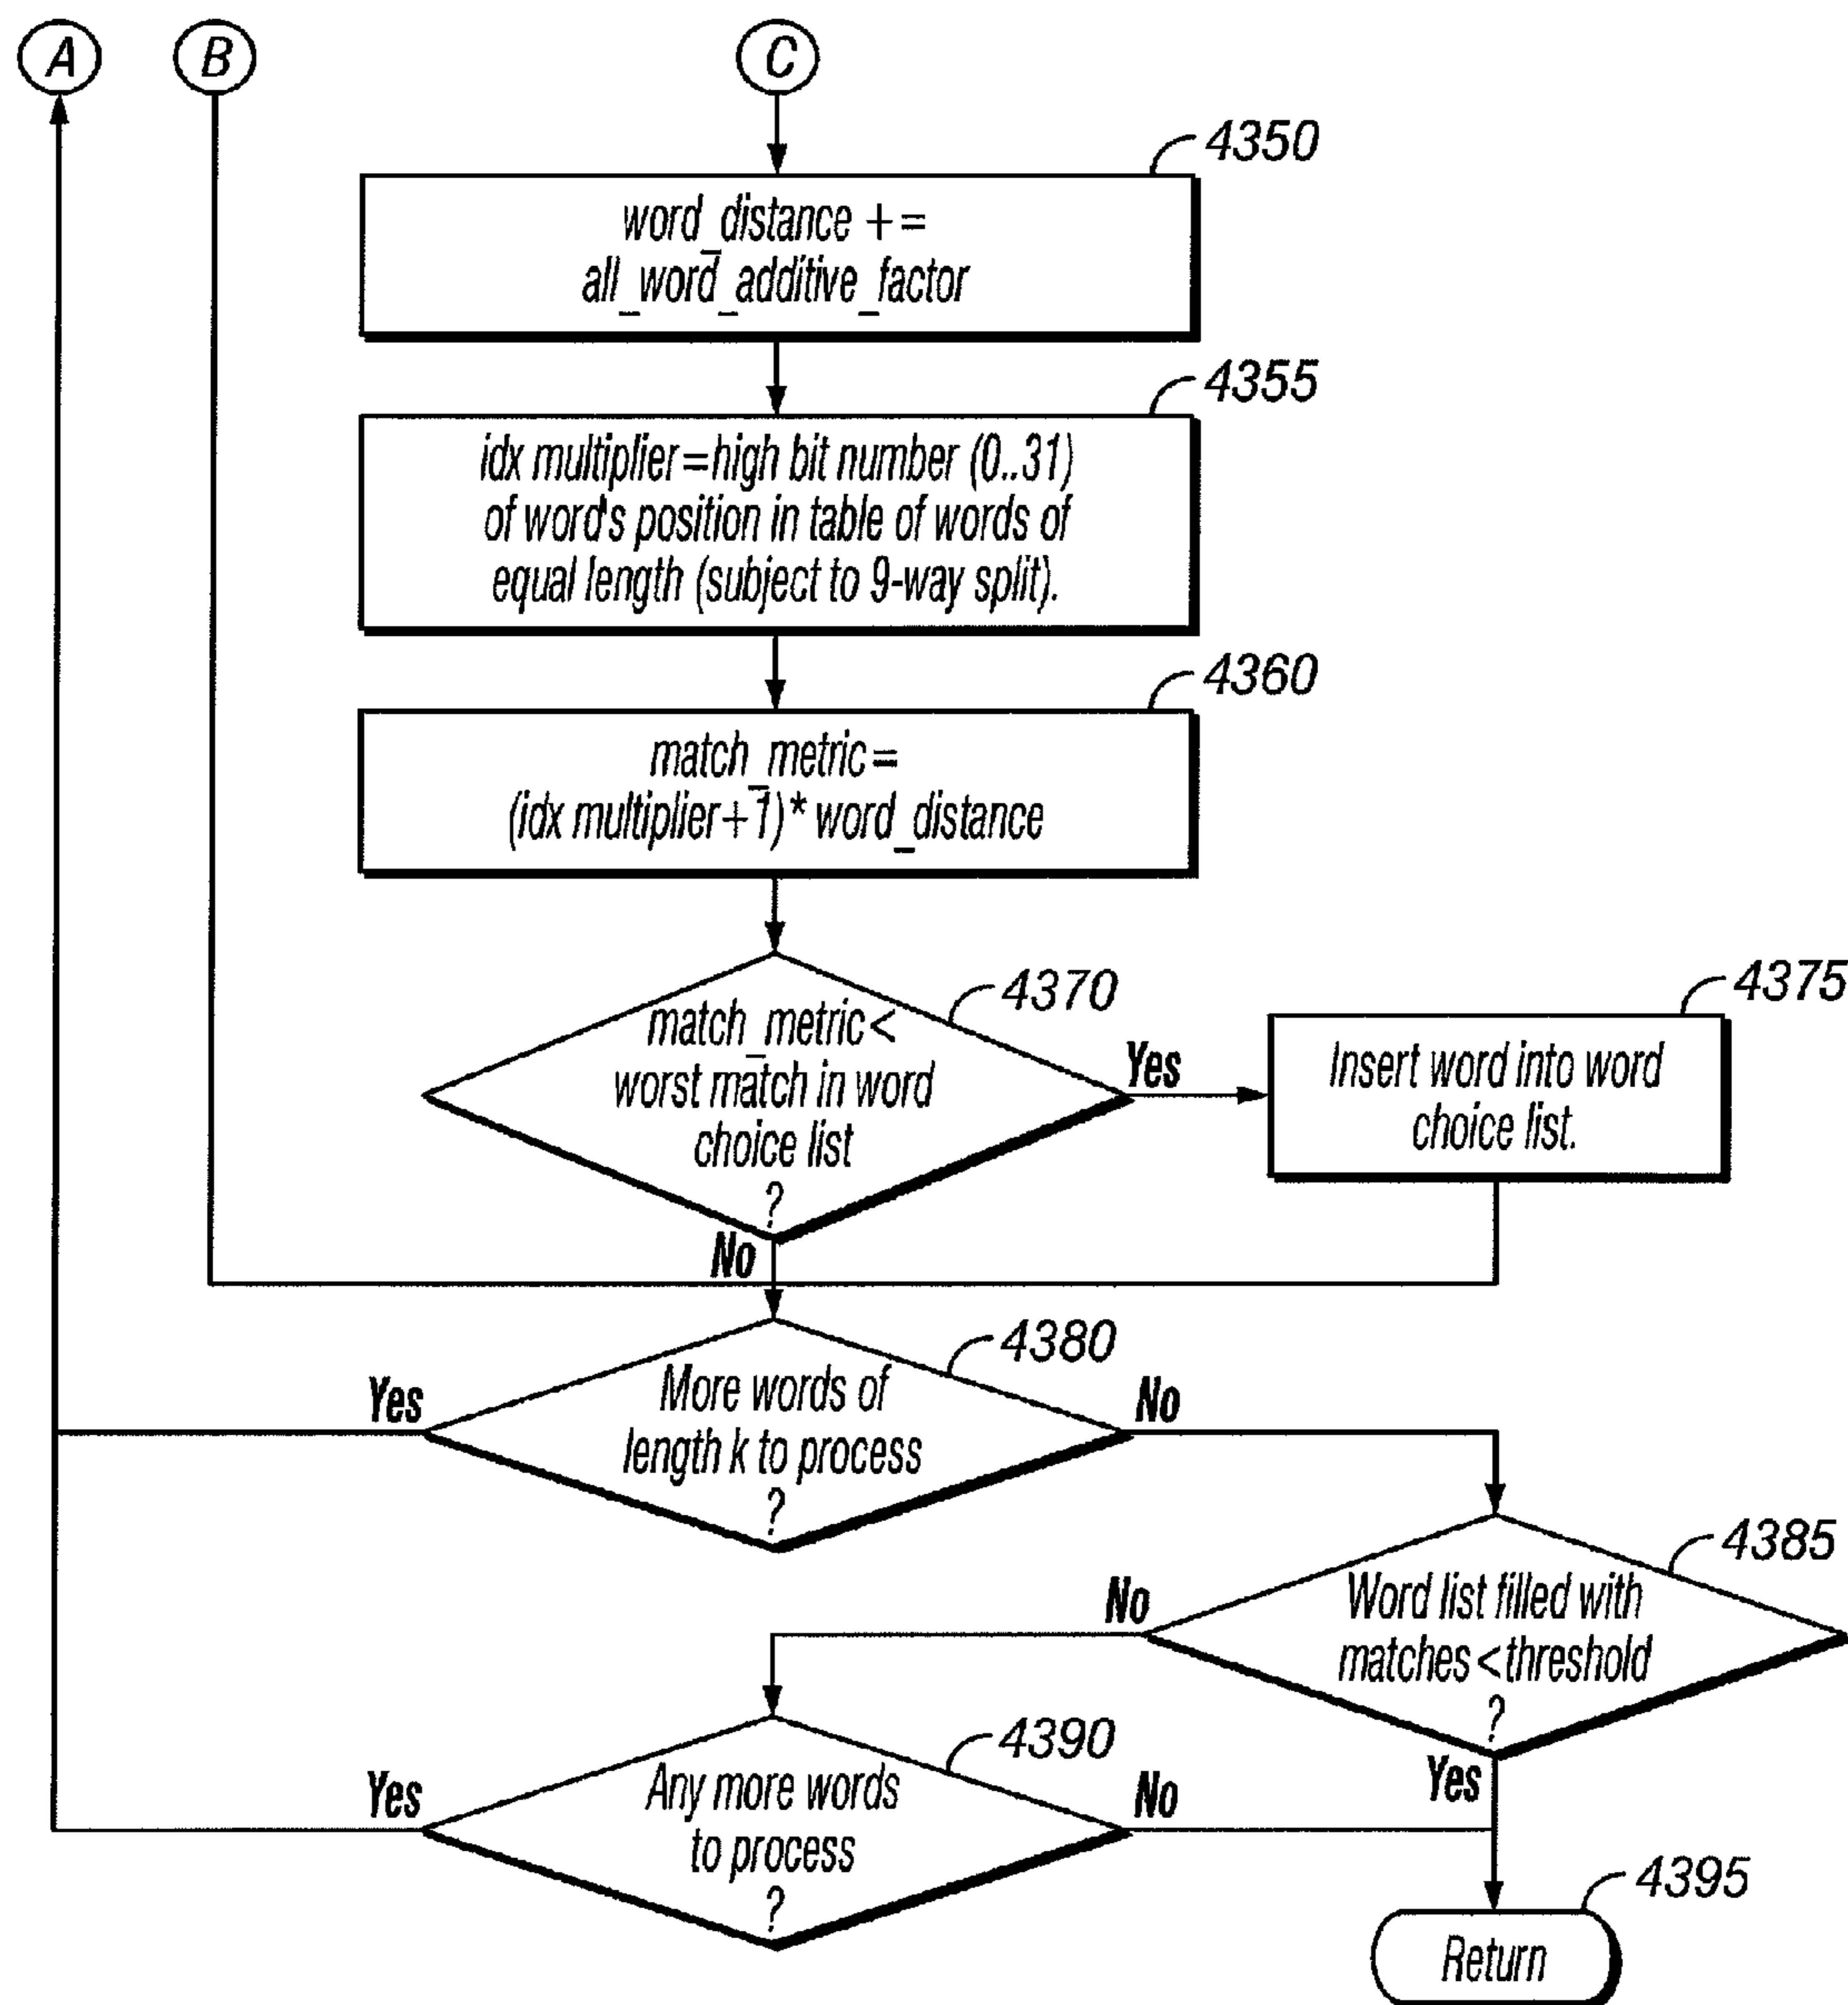 A
B
C
4350
word_distance +=
all_word_additive_factor
4355
idx multiplier=high bit number (0..31)
of word's position in table of words of
equal length (subject to 9-way split).
4360
match_metric=
(idx multiplier+1)* word_distance
4370
match_metric<
worst match in word
choice list
?
Yes
No
4375
Insert word into word
choice list.
4380
More words of
length k to process
?
Yes
No
4385
Word list filled with
matches<threshold
?
No
Yes
4390
Any more words
to process
?
Yes
No
4395
Return